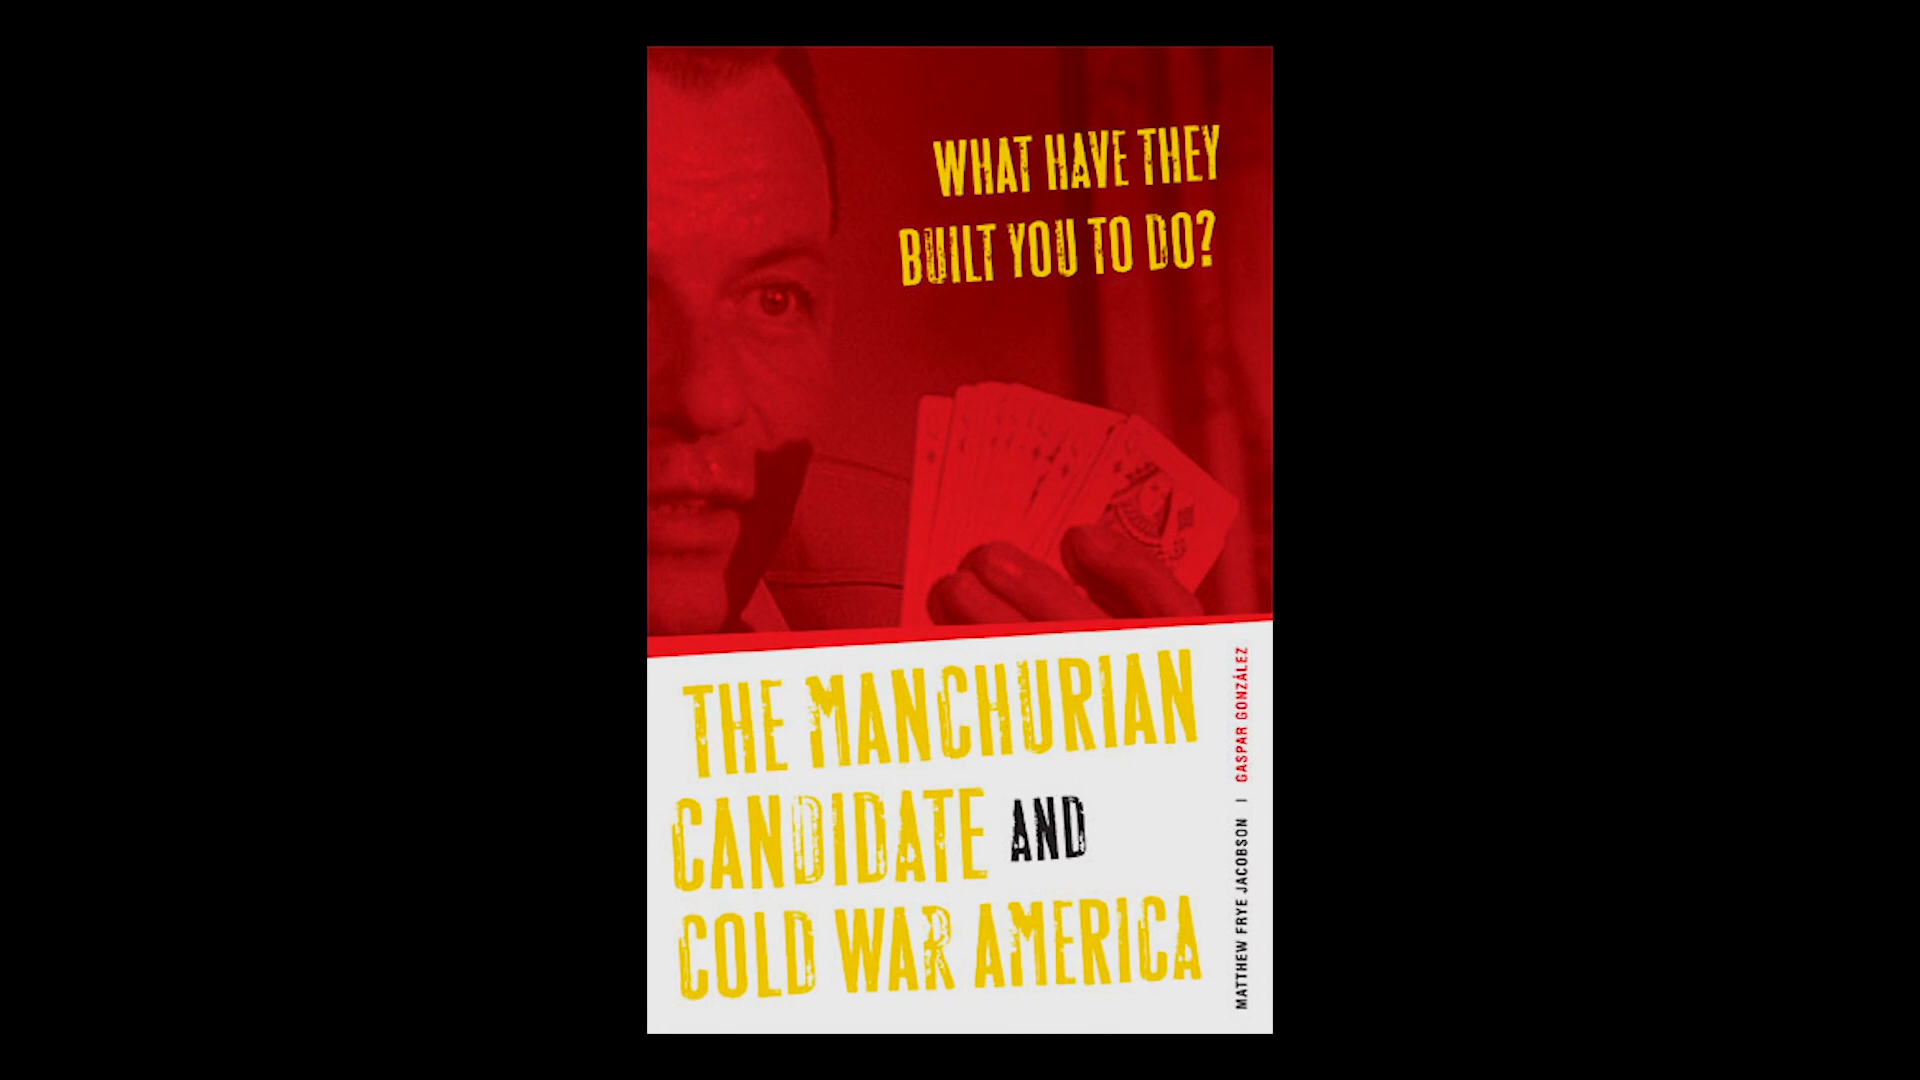 WHAT HAVE THEY
BUILT YOU TO DO?
THE MANCHURIAN
CANDIDATE AND
COLD WAR AMERICA
MATTHEW FRYE JACOBSON | GASPAR GONZÁLEZ